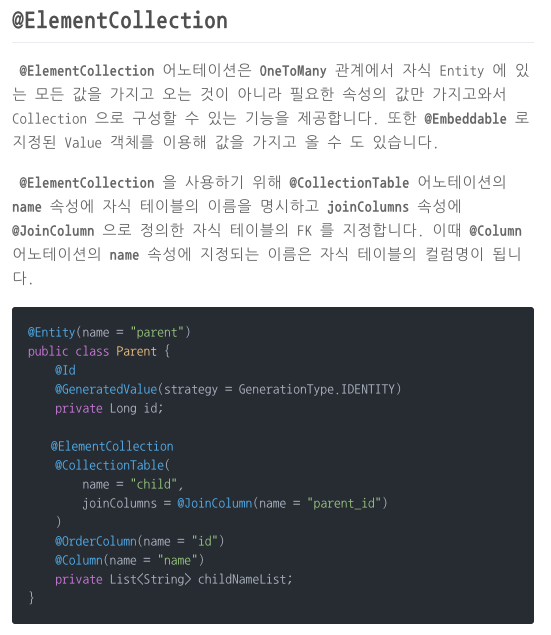 @ElementCollection
@ElementCollection 어노테이션은 OneToMany 관계에서 자식 Entity 에 있
는 모든 값을 가지고 오는 것이 아니라 필요한 속성의 값만 가지고와서
Collection 으로 구성할 수 있는 기능을 제공합니다. 또한 @Embeddable 로
지정된 Value 객체를 이용해 값을 가지고 올 수 도 있습니다.
@ElementCollection 을 사용하기 위해 @CollectionTable 어노테이션의
name 속성에 자식 테이블의 이름을 명시하고 joinColumns 속성에
@JoinColumn 으로 정의한 자식 테이블의 FK 를 지정합니다. 이때 @Column
어노테이션의 name 속성에 지정되는 이름은 자식 테이블의 컬럼명이 됩니
다.
@Entity(name = "parent")
public class Parent {
    @Id
    @GeneratedValue(strategy = GenerationType.IDENTITY)
    private Long id;

    @ElementCollection
    @CollectionTable(
        name = "child",
        joinColumns = @JoinColumn(name = "parent_id")
    )
    @OrderColumn(name = "id")
    @Column(name = "name")
    private List<String> childNameList;
}